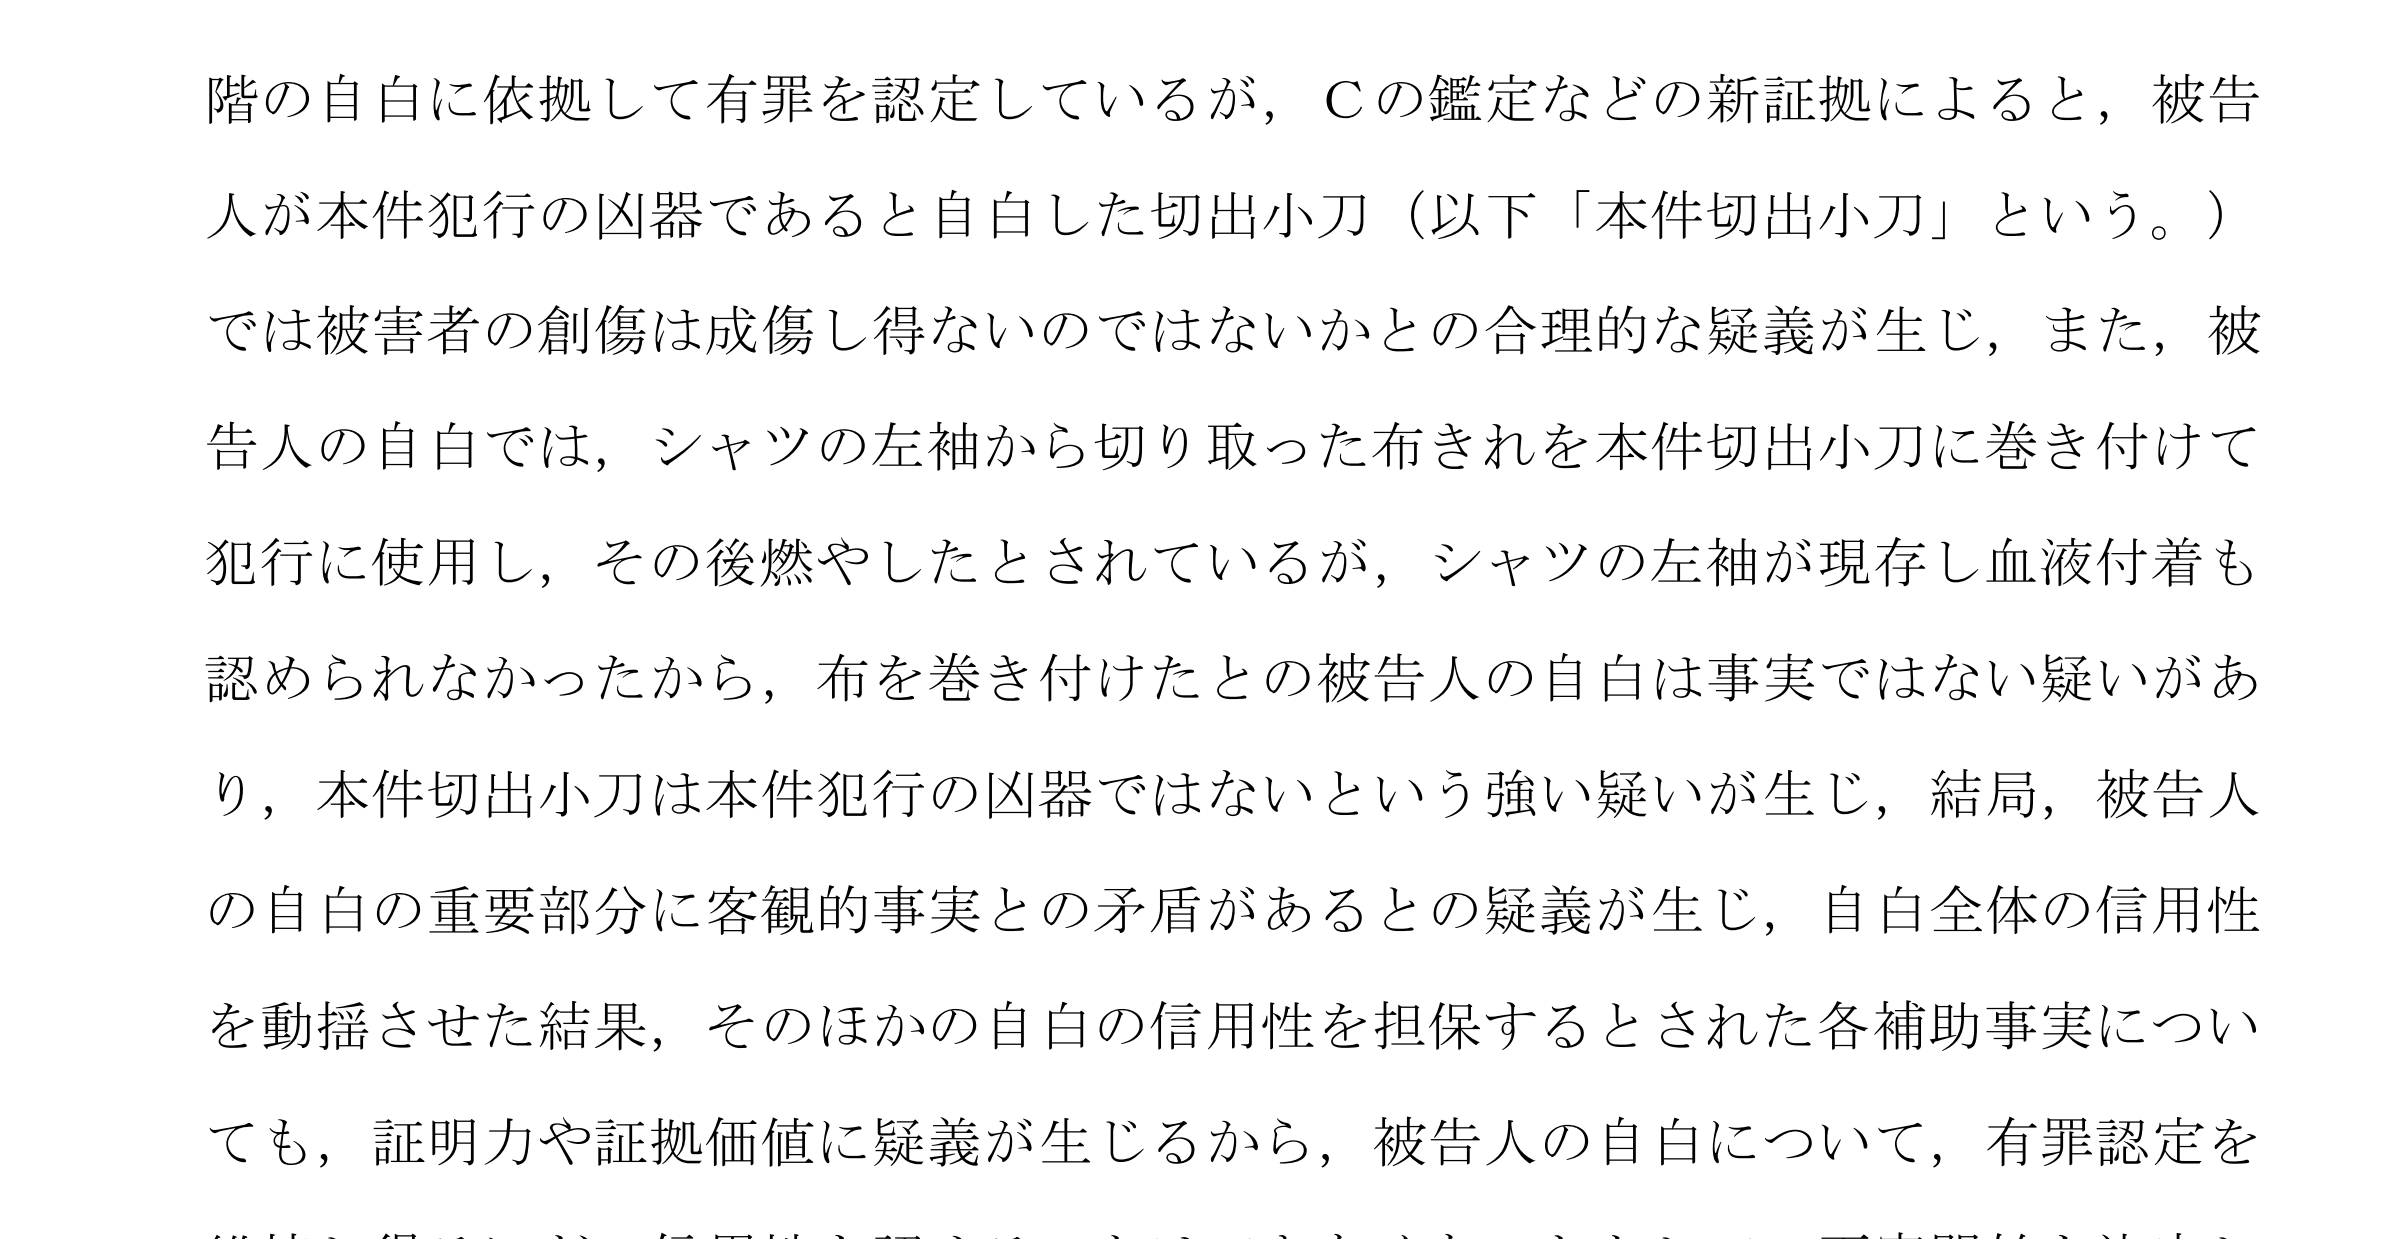 階の自白に依拠して有罪を認定しているが，Ｃの鑑定などの新証拠によると，被告
人が本件犯行の凶器であると自白した切出小刀（以下「本件切出小刀」という。）
では被害者の創傷は成傷し得ないのではないかとの合理的な疑義が生じ，また，被
告人の自白では，シャツの左袖から切り取った布きれを本件切出小刀に巻き付けて
犯行に使用し，その後燃やしたとされているが，シャツの左袖が現存し血液付着も
認められなかったから，布を巻き付けたとの被告人の自白は事実ではない疑いがあ
り，本件切出小刀は本件犯行の凶器ではないという強い疑いが生じ，結局，被告人
の自白の重要部分に客観的事実との矛盾があるとの疑義が生じ，自白全体の信用性
を動揺させた結果，そのほかの自白の信用性を担保するとされた各補助事実につい
ても，証明力や証拠価値に疑義が生じるから，被告人の自白について，有罪認定を